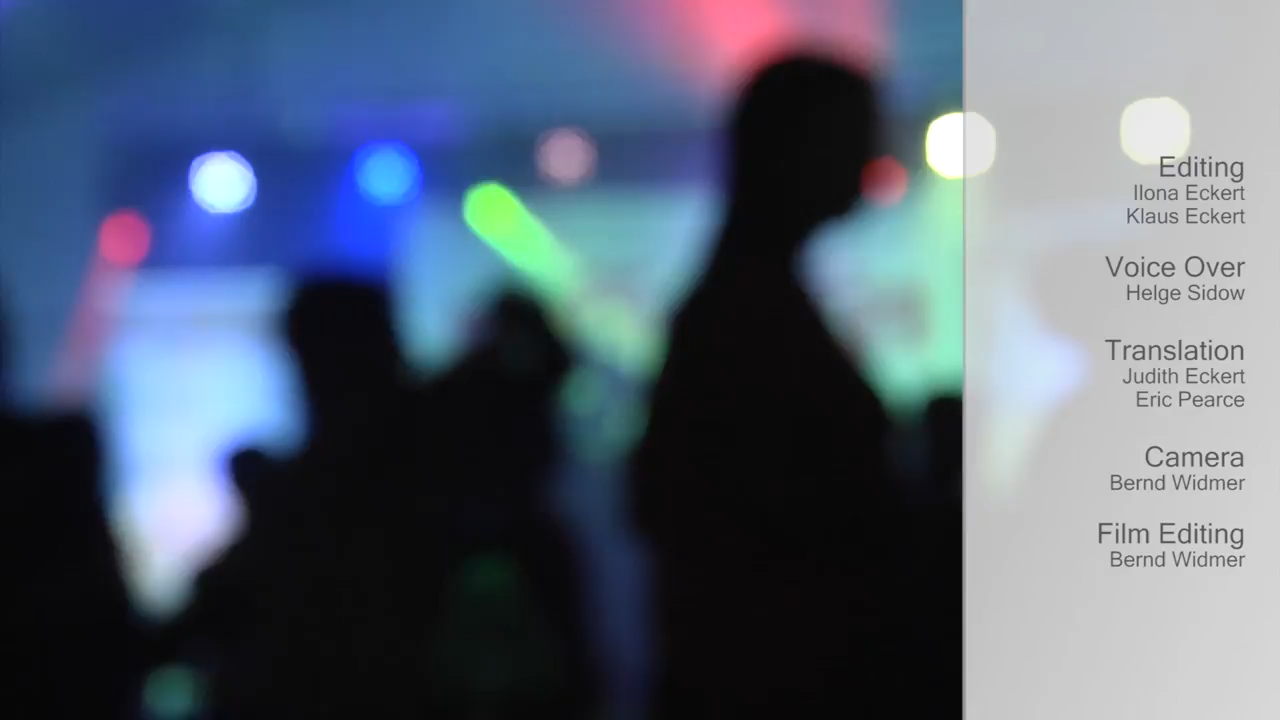 Editing
Ilona Eckert
Klaus Eckert
Voice Over
Helge Sidow
Translation
Judith Eckert
Eric Pearce
Camera
Bernd Widmer
Film Editing
Bernd Widmer